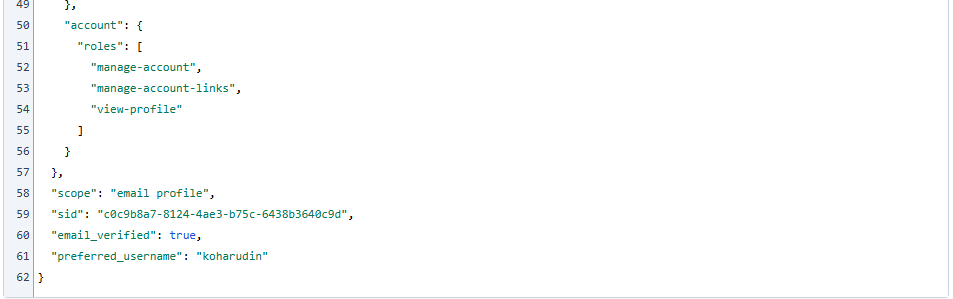 49 },
50 "account": {
51 "roles": [
52 "manage-account",
53 "manage-account-links",
54 "view-profile"
55 ]
56 }
57 },
58 "scope": "email profile",
59 "sid": "c0c9b8a7-8124-4ae3-b75c-6438b3640c9d",
60 "email_verified": true,
61 "preferred_username": "koharudin"
62 }